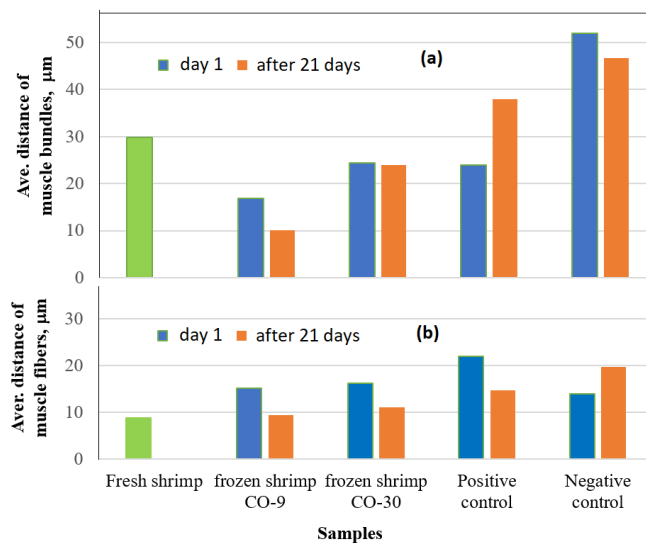 Ave. distance of
muscle bundles, µm
50
40
30
20
10
0
day 1
after 21 days
(a)
Aver. distance of
muscle fibers, µm
30
20
10
0
day 1
after 21 days
(b)
Fresh shrimp
frozen shrimp
CO-9
frozen shrimp
CO-30
Positive
control
Negative
control
Samples